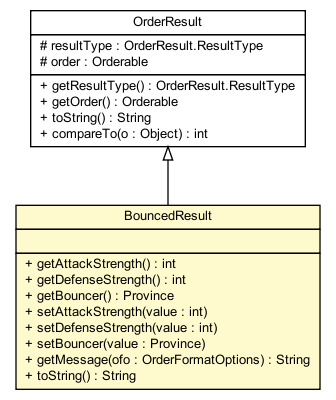 OrderResult
# resultType : OrderResult.ResultType
# order : Orderable
+ getResultType() : OrderResult.ResultType
+ getOrder() : Orderable
+ toString() : String
+ compareTo(o : Object) : int
BouncedResult
+ getAttackStrength() : int
+ getDefenseStrength() : int
+ getBouncer() : Province
+ setAttackStrength(value : int)
+ setDefenseStrength(value : int)
+ setBouncer(value : Province)
+ getMessage(ofo : OrderFormatOptions) : String
+ toString() : String